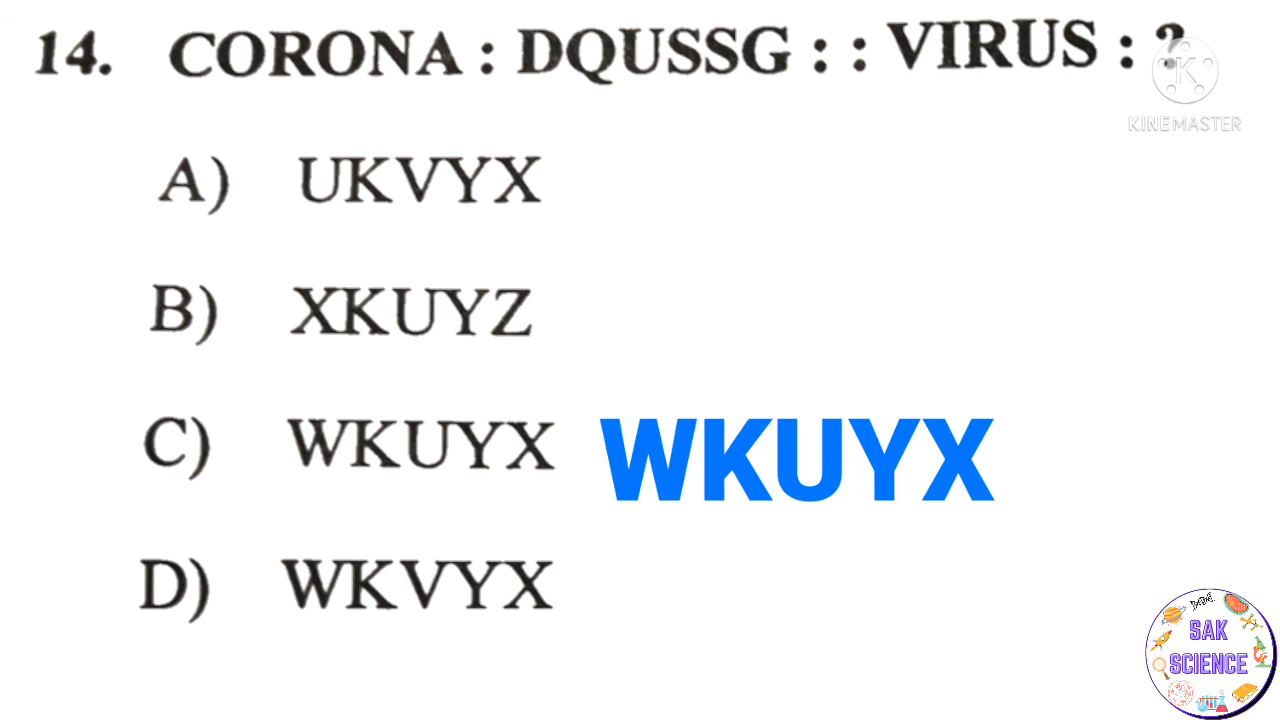 14. CORONA : DQUSSG : : VIRUS : ?
KINEMASTER
A) UKVYX
B) XKUYZ
C) WKUYX WKUYX
D) WKVYX
SAK
SCIENCE